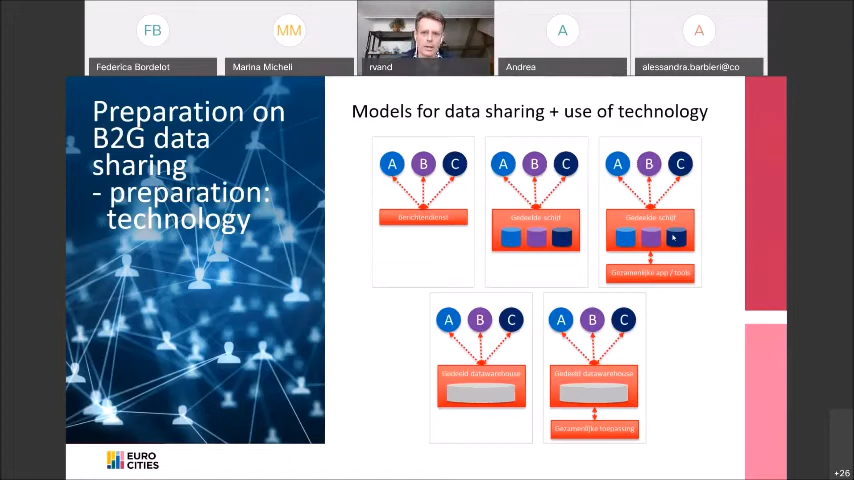 FB
MM
A
A
Federica Bordelot
Marina Micheli
rvand
Andrea
alessandra.barbieri@co
Preparation on
B2G data
sharing
- preparation:
technology
Models for data sharing + use of technology
A B C
Berichtendienst
A B C
Gedeelde schijf
A B C
Gedeelde schijf
Gezamenlijke app / tools
A B C
Gedeeld datawarehouse
A B C
Gedeeld datawarehouse
Gezamenlijke toepassing
EURO
CITIES
+26